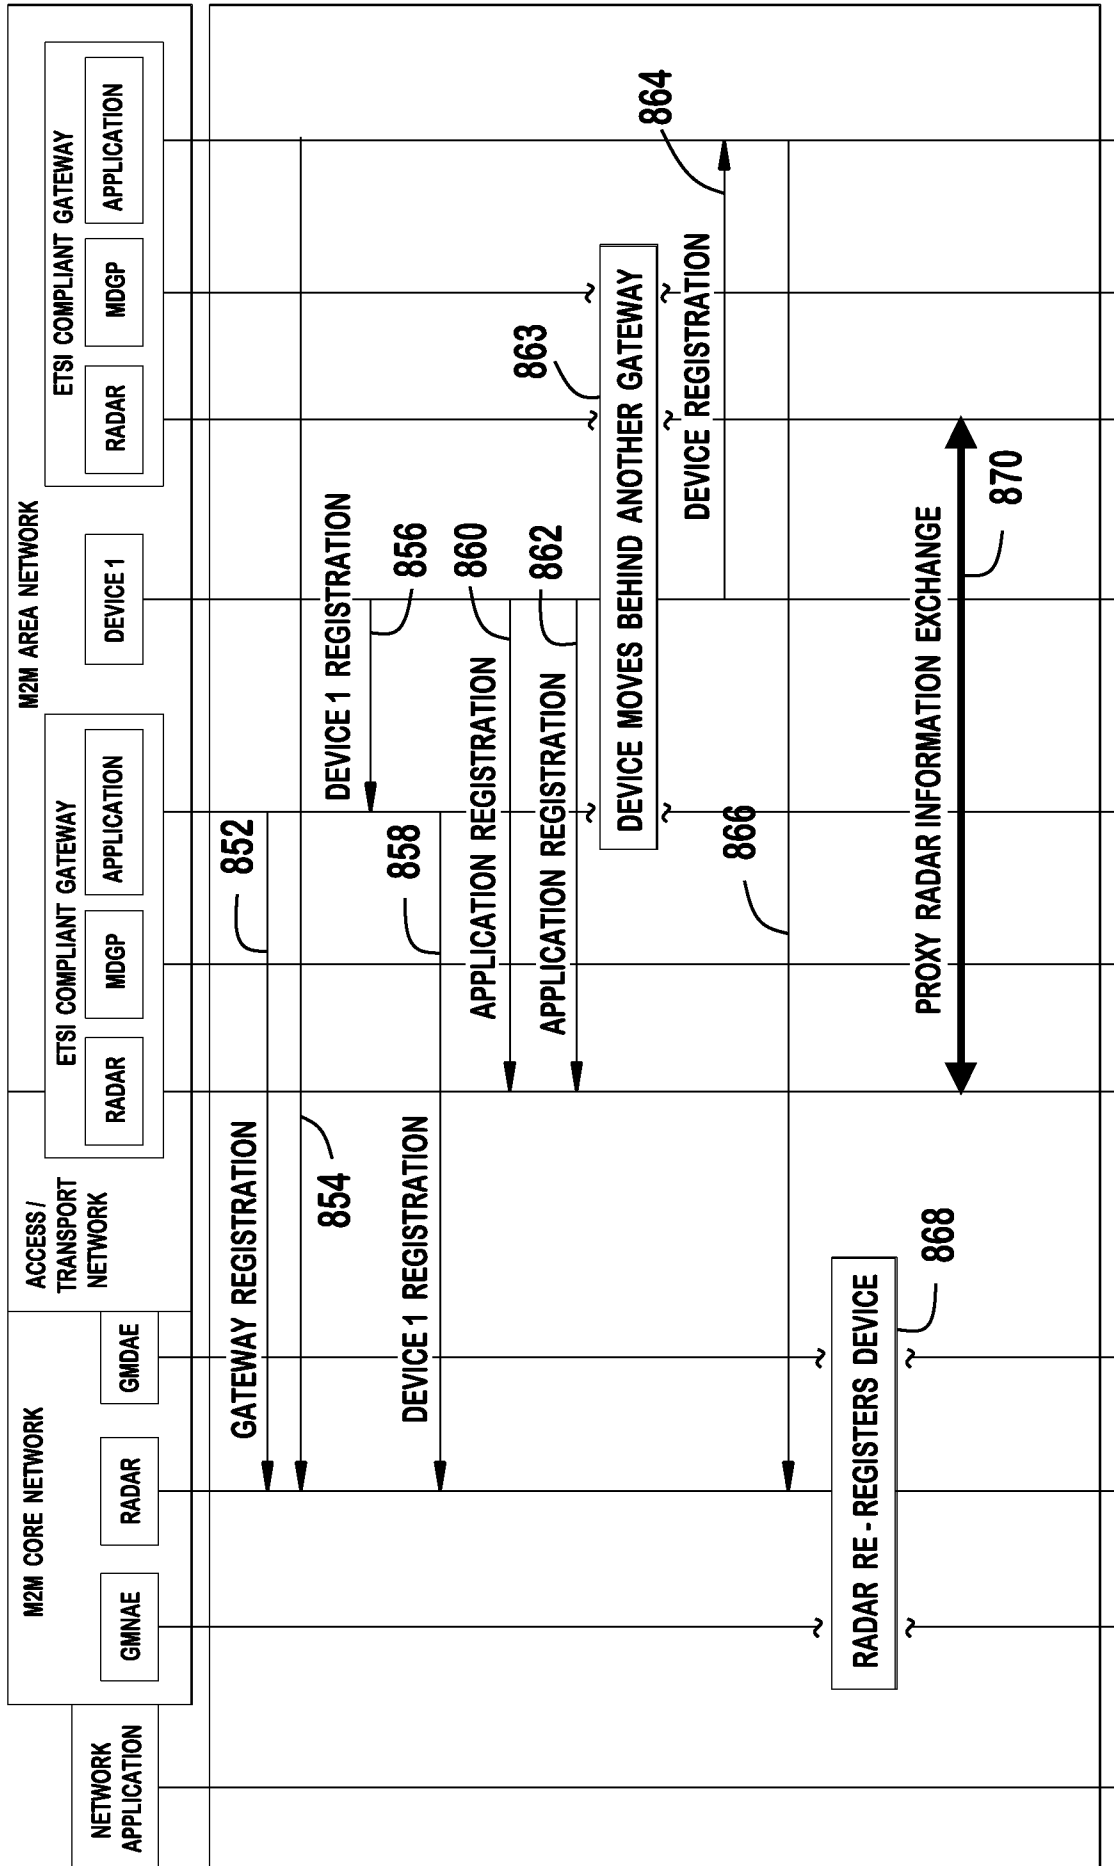 NETWORK
APPLICATION
M2M CORE NETWORK
GMNAE
RADAR
GMDAE
ACCESS /
TRANSPORT
NETWORK
M2M AREA NETWORK
ETSI COMPLIANT GATEWAY
RADAR
MDGP
APPLICATION
DEVICE 1
ETSI COMPLIANT GATEWAY
RADAR
MDGP
APPLICATION
GATEWAY REGISTRATION
852
854
DEVICE 1 REGISTRATION
856
DEVICE 1 REGISTRATION
858
APPLICATION REGISTRATION
860
APPLICATION REGISTRATION
862
DEVICE MOVES BEHIND ANOTHER GATEWAY
863
DEVICE REGISTRATION
864
866
RADAR RE - REGISTERS DEVICE
868
PROXY RADAR INFORMATION EXCHANGE
870